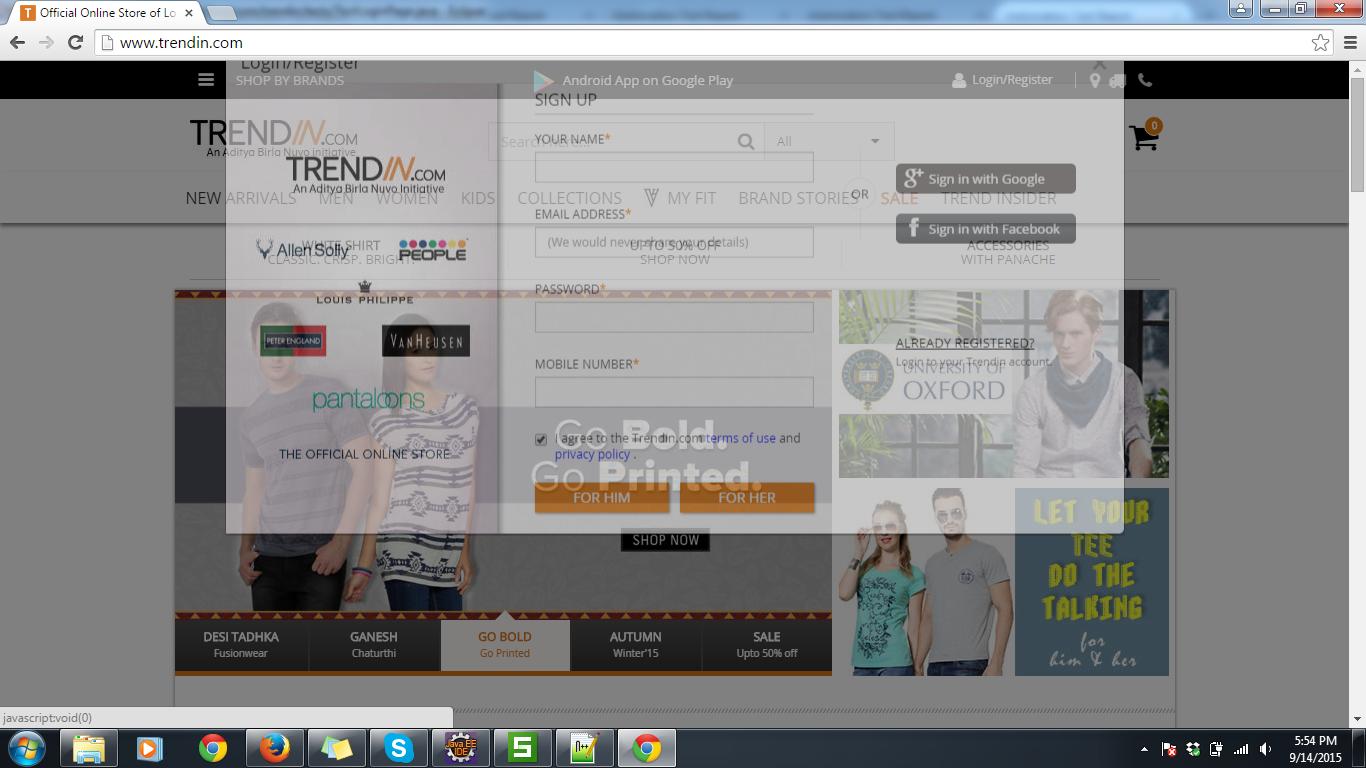 Official Online Store of Lo
www.trendin.com
Login/Register
SHOP BY BRANDS
Android App on Google Play
Login/Register
SIGN UP
TRENDIN.COM
An Aditya Birla Nuvo initiative
YOUR NAME*
Search here...
All
0
TRENDIN.COM
An Aditya Birla Nuvo Initiative
Sign in with Google
OR
NEW ARRIVALS MEN WOMEN KIDS COLLECTIONS MY FIT BRAND STORIES SALE TREND INSIDER
EMAIL ADDRESS*
Sign in with Facebook
(We would never share your details)
WHITE SHIRT
CLASSIC. CRISP. BRIGHT.
UPTO 50% OFF
SHOP NOW
ACCESSORIES
WITH PANACHE
Allen Solly
PEOPLE
PASSWORD*
LOUIS PHILIPPE
PETER ENGLAND
VAN HEUSEN
ALREADY REGISTERED?
Login to your Trendin account.
MOBILE NUMBER*
UNIVERSITY OF
OXFORD
pantaloons
I agree to the Trendin.com terms of use and
privacy policy .
THE OFFICIAL ONLINE STORE
Go Bold.
Go Printed.
FOR HIM
FOR HER
SHOP NOW
LET YOUR
TEE
DO THE
TALKING
for
him & her
DESI TADHKA
Fusionwear
GANESH
Chaturthi
GO BOLD
Go Printed
AUTUMN
Winter'15
SALE
Upto 50% off
javascript:void(0)
Java EE
IDE
5:54 PM
9/14/2015